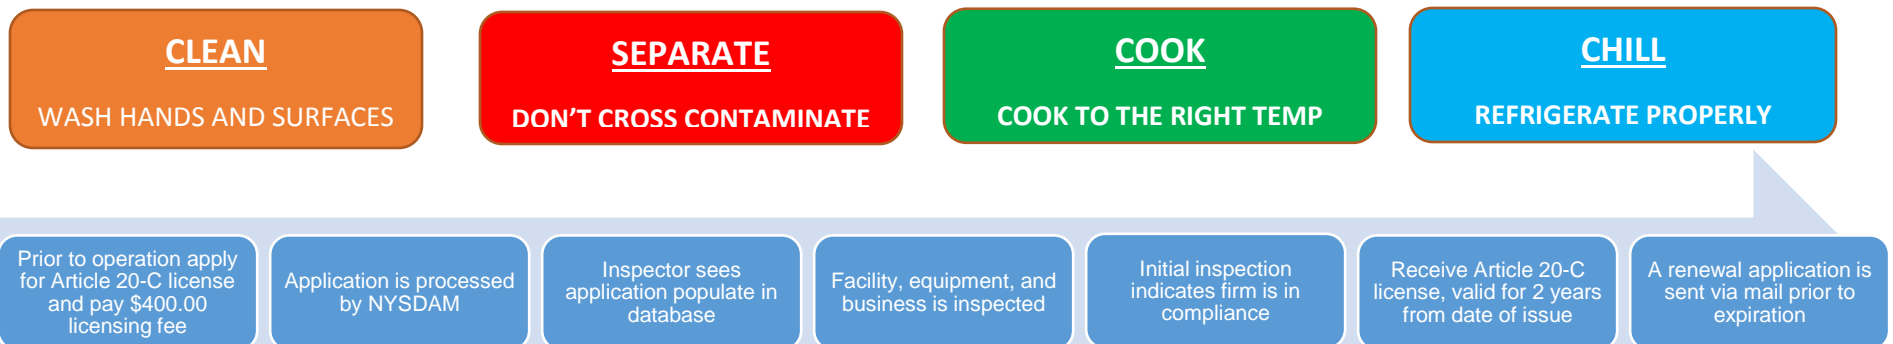 CLEAN
WASH HANDS AND SURFACES
SEPARATE
DON'T CROSS CONTAMINATE
COOK
COOK TO THE RIGHT TEMP
CHILL
REFRIGERATE PROPERLY
Prior to operation apply
for Article 20-C license
and pay $400.00
licensing fee
Application is processed
by NYSDAM
Inspector sees
application populate in
database
Facility, equipment, and
business is inspected
Initial inspection
indicates firm is in
compliance
Receive Article 20-C
license, valid for 2 years
from date of issue
A renewal application is
sent via mail prior to
expiration